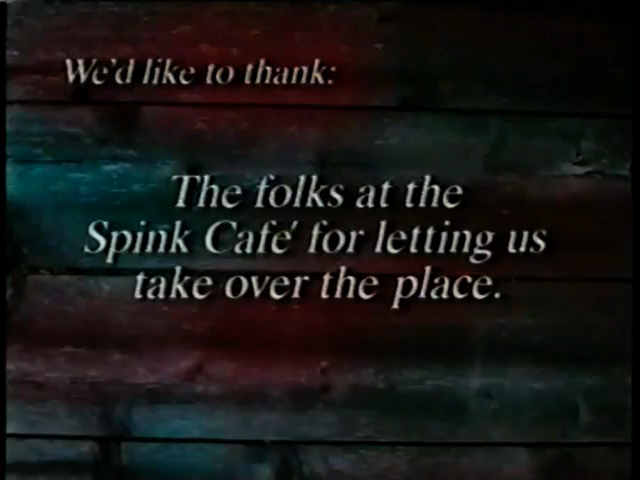 We'd like to thank:
The folks at the
Spink Café for letting us
take over the place.